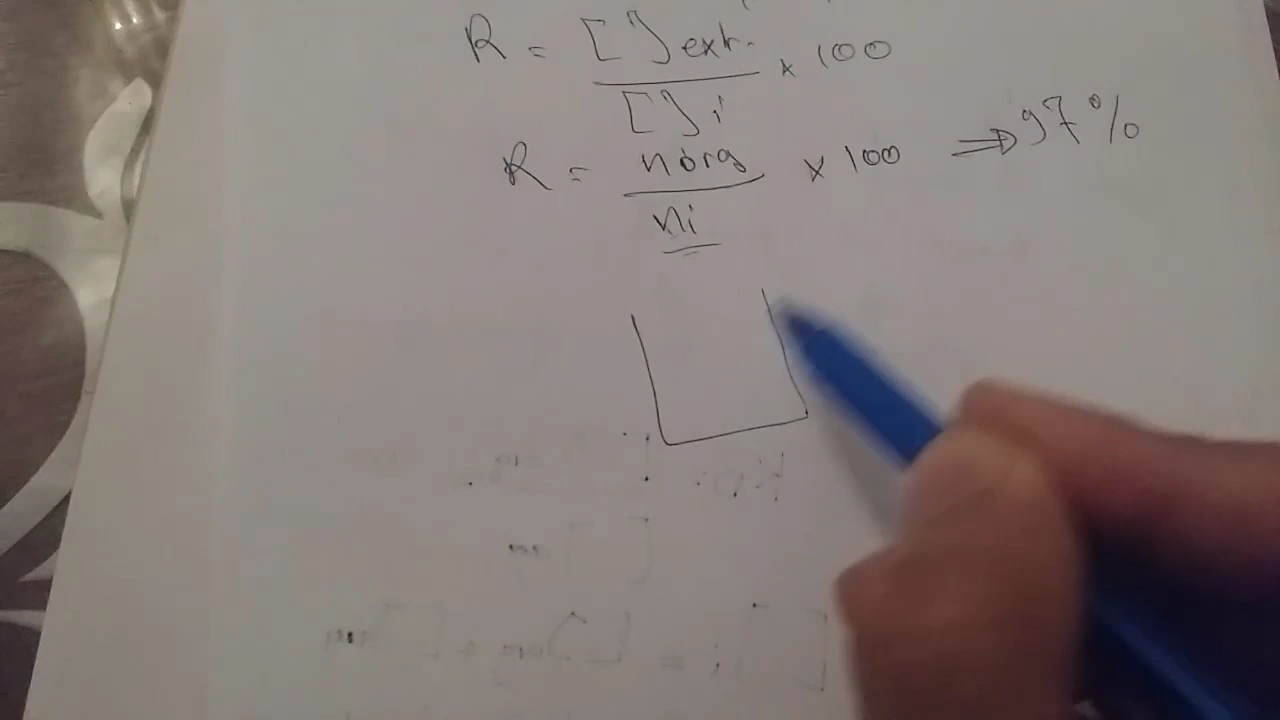 R = [ ] extr. / [ ] i × 100
R = norg / ni × 100 ⇒ 97 %